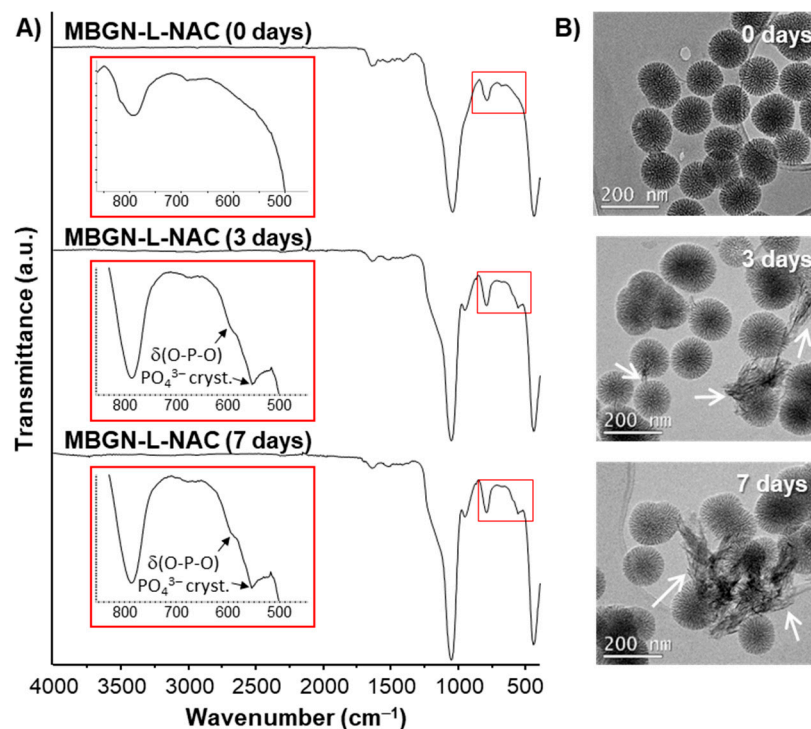 A)
MBGN-L-NAC (0 days)
800 700 600 500
MBGN-L-NAC (3 days)
δ(O-P-O)
PO₄³⁻ cryst.
800 700 600 500
MBGN-L-NAC (7 days)
δ(O-P-O)
PO₄³⁻ cryst.
800 700 600 500
Transmittance (a.u.)
4000 3500 3000 2500 2000 1500 1000 500
Wavenumber (cm⁻¹)
B)
0 days
200 nm
3 days
200 nm
7 days
200 nm